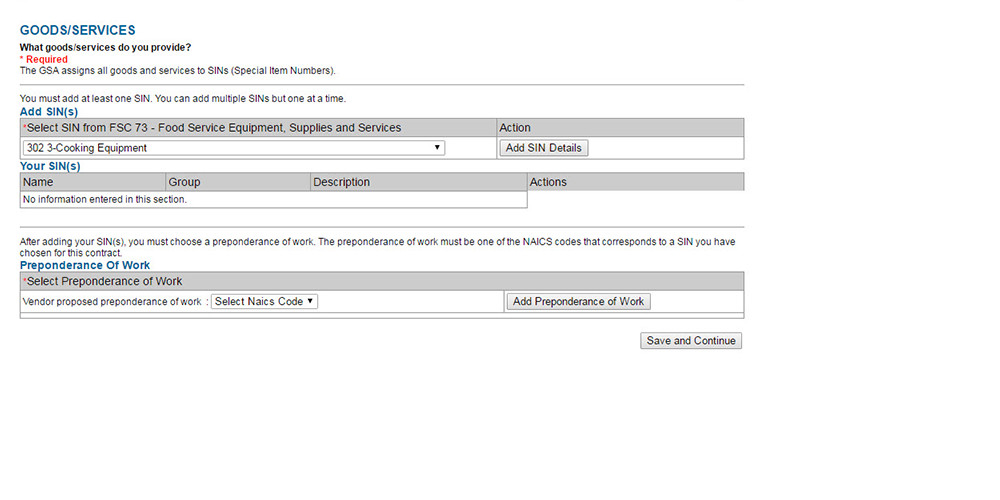 GOODS/SERVICES
What goods/services do you provide?
* Required
The GSA assigns all goods and services to SINs (Special Item Numbers).
You must add at least one SIN. You can add multiple SINs but one at a time.
Add SIN(s)
*Select SIN from FSC 73 - Food Service Equipment, Supplies and Services Action
302 3-Cooking Equipment Add SIN Details
Your SIN(s)
Name Group Description Actions
No information entered in this section.
After adding your SIN(s), you must choose a preponderance of work. The preponderance of work must be one of the NAICS codes that corresponds to a SIN you have
chosen for this contract.
Preponderance Of Work
*Select Preponderance of Work
Vendor proposed preponderance of work : Select Naics Code Add Preponderance of Work
Save and Continue